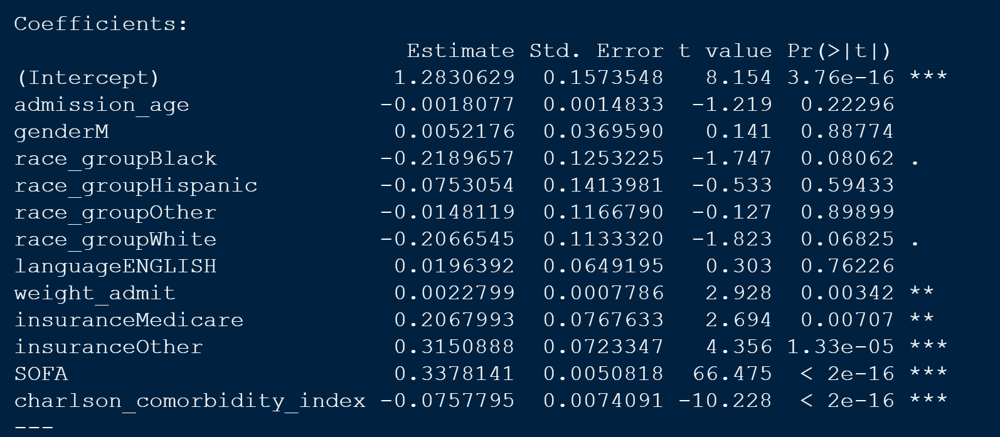 Coefficients:
                            Estimate Std. Error t value Pr(>|t|)
(Intercept)                1.2830629  0.1573548   8.154 3.76e-16 ***
admission_age             -0.0018077  0.0014833  -1.219  0.22296
genderM                    0.0052176  0.0369590   0.141  0.88774
race_groupBlack           -0.2189657  0.1253225  -1.747  0.08062 .
race_groupHispanic        -0.0753054  0.1413981  -0.533  0.59433
race_groupOther           -0.0148119  0.1166790  -0.127  0.89899
race_groupWhite           -0.2066545  0.1133320  -1.823  0.06825 .
languageENGLISH            0.0196392  0.0649195   0.303  0.76226
weight_admit               0.0022799  0.0007786   2.928  0.00342 **
insuranceMedicare          0.2067993  0.0767633   2.694  0.00707 **
insuranceOther             0.3150888  0.0723347   4.356 1.33e-05 ***
SOFA                       0.3378141  0.0050818  66.475  < 2e-16 ***
charlson_comorbidity_index -0.0757795  0.0074091 -10.228  < 2e-16 ***
---